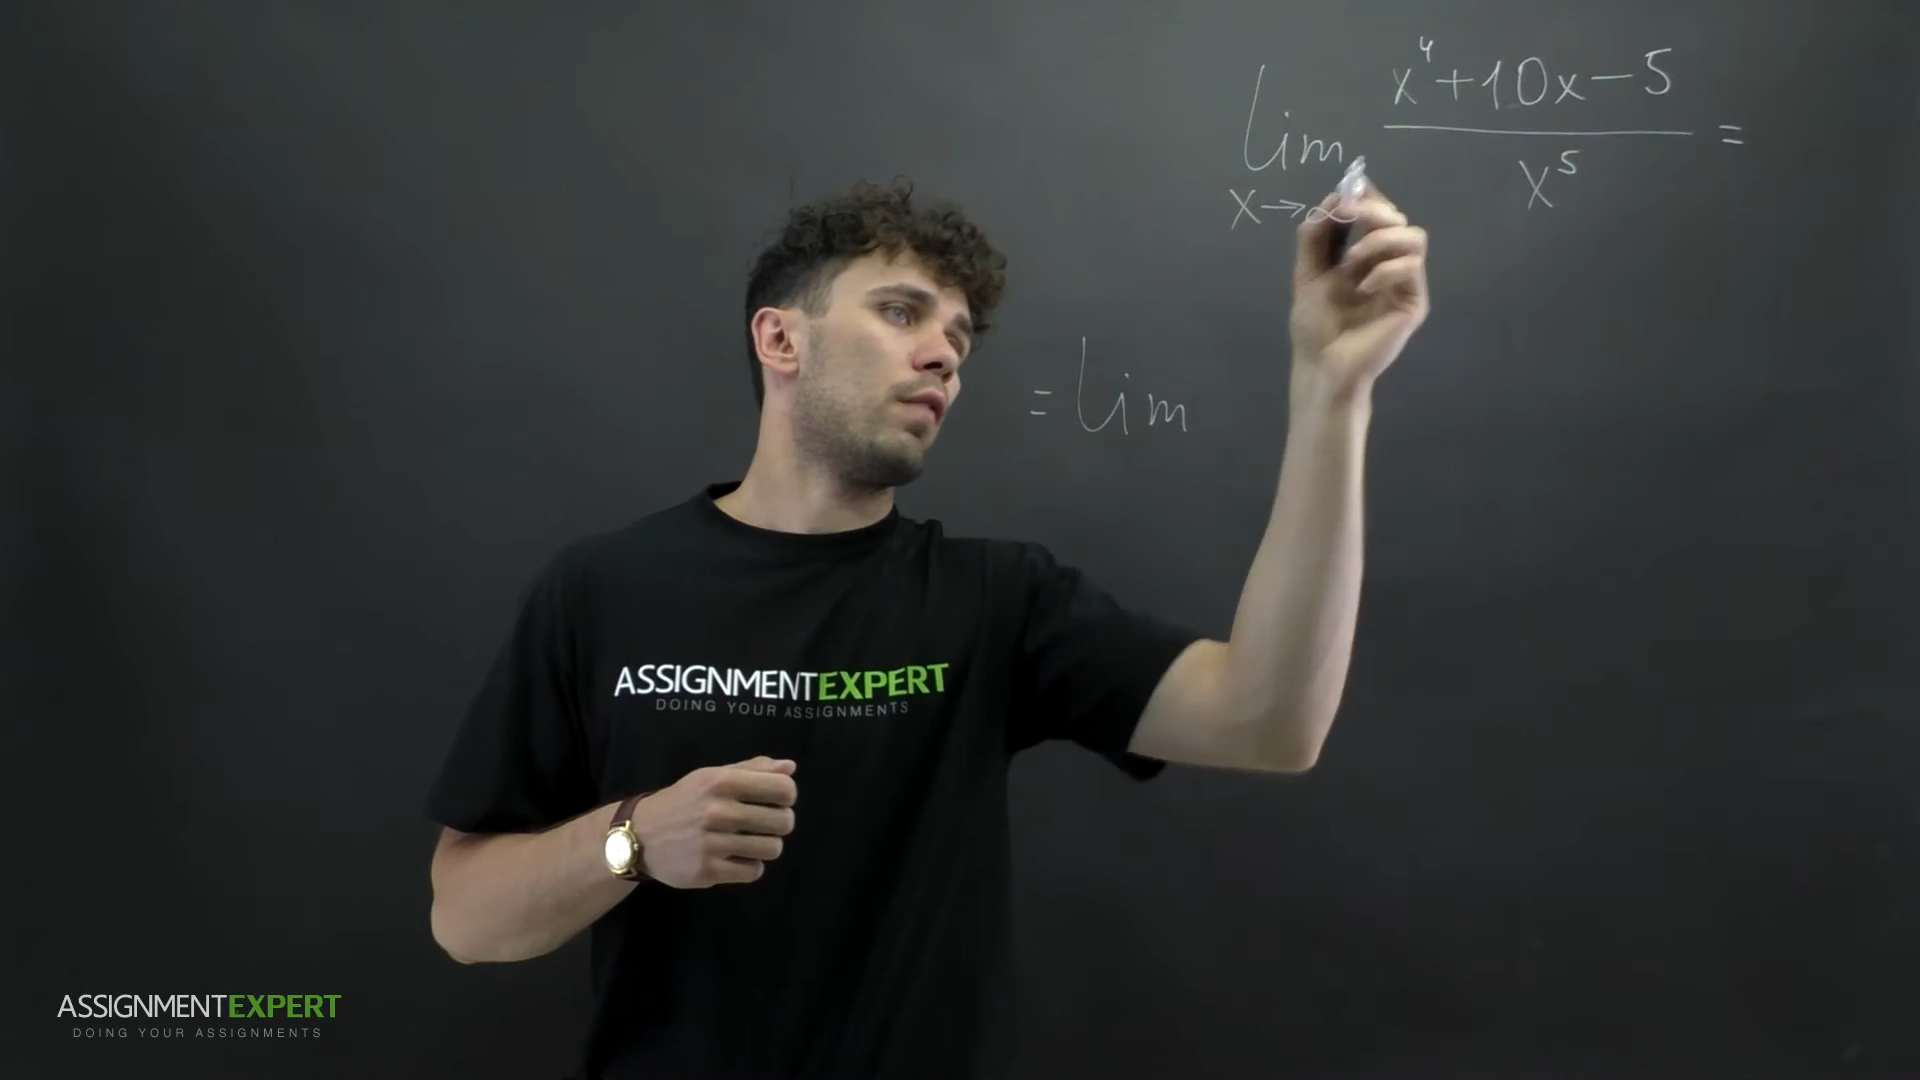 lim x→∞ x⁴+10x−5 / x⁵ =
= lim
ASSIGNMENTEXPERT
DOING YOUR ASSIGNMENTS
ASSIGNMENTEXPERT
DOING YOUR ASSIGNMENTS